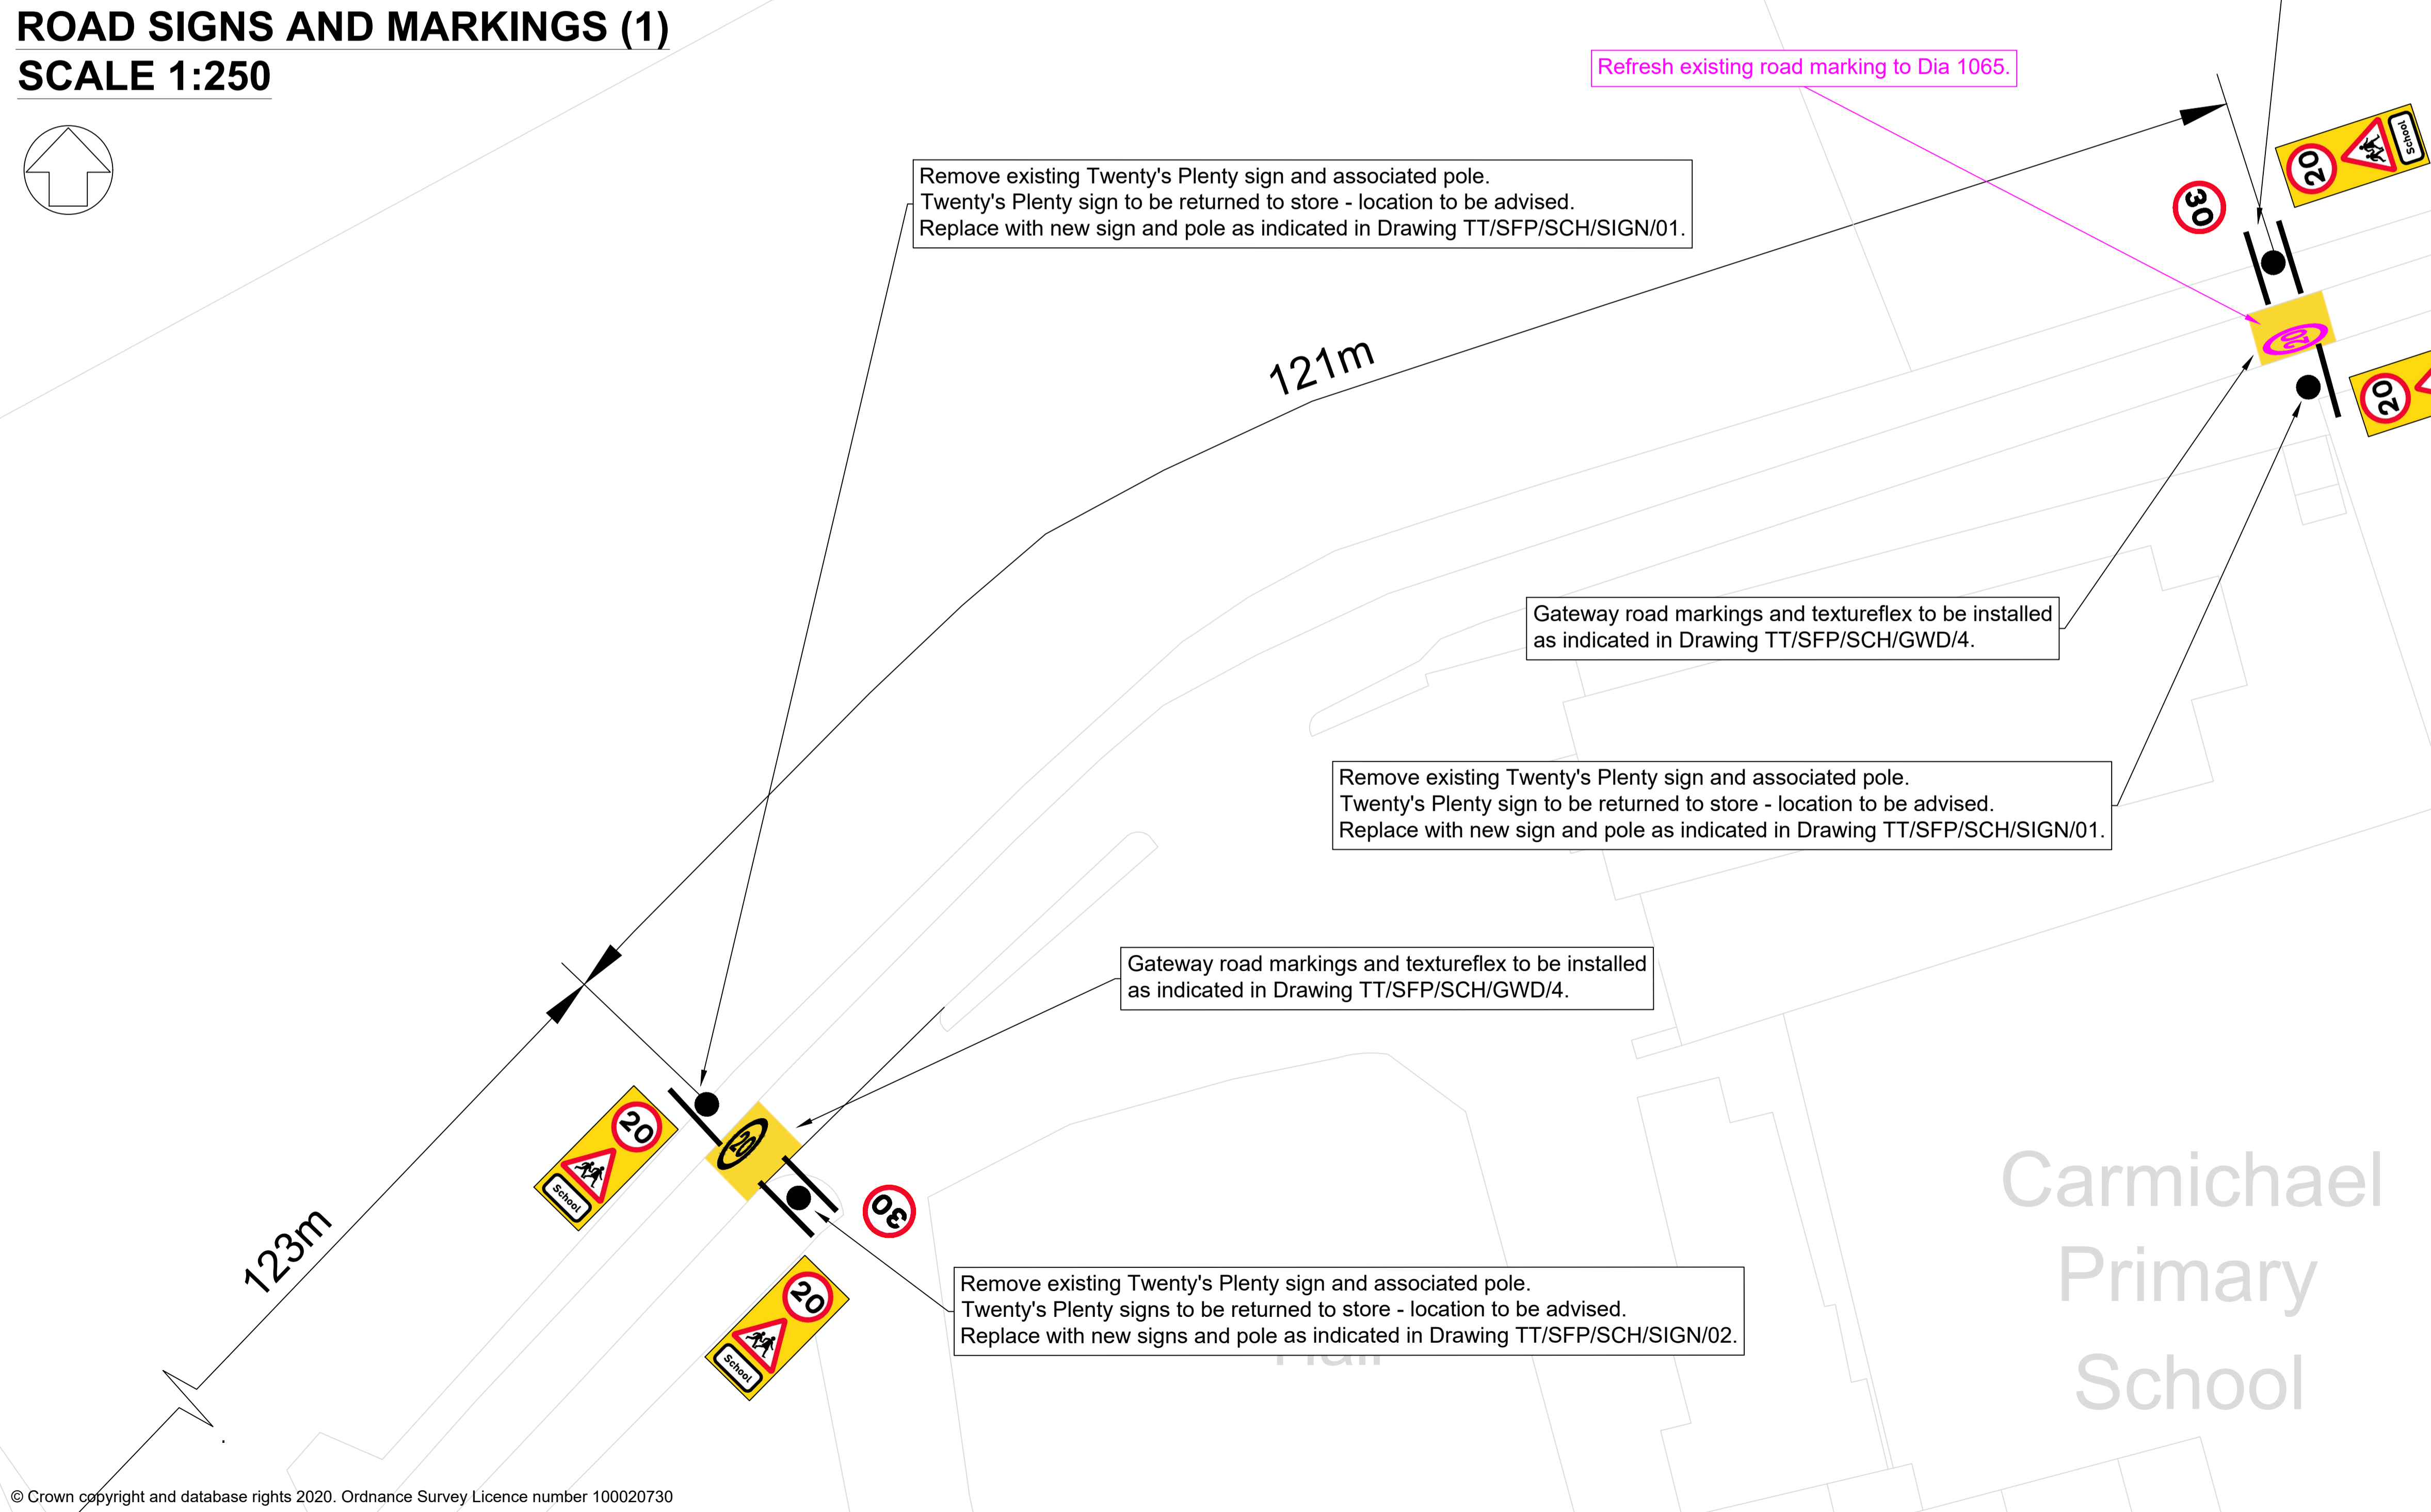 ROAD SIGNS AND MARKINGS (1)
SCALE 1:250
Refresh existing road marking to Dia 1065.
Remove existing Twenty's Plenty sign and associated pole.
Twenty's Plenty sign to be returned to store - location to be advised.
Replace with new sign and pole as indicated in Drawing TT/SFP/SCH/SIGN/01.
20
School
30
20
20
121m
Gateway road markings and textureflex to be installed
as indicated in Drawing TT/SFP/SCH/GWD/4.
Remove existing Twenty's Plenty sign and associated pole.
Twenty's Plenty sign to be returned to store - location to be advised.
Replace with new sign and pole as indicated in Drawing TT/SFP/SCH/SIGN/01.
Gateway road markings and textureflex to be installed
as indicated in Drawing TT/SFP/SCH/GWD/4.
20
School
20
30
123m
Remove existing Twenty's Plenty sign and associated pole.
Twenty's Plenty signs to be returned to store - location to be advised.
Replace with new signs and pole as indicated in Drawing TT/SFP/SCH/SIGN/02.
20
School
Carmichael
Primary
School
© Crown copyright and database rights 2020. Ordnance Survey Licence number 100020730